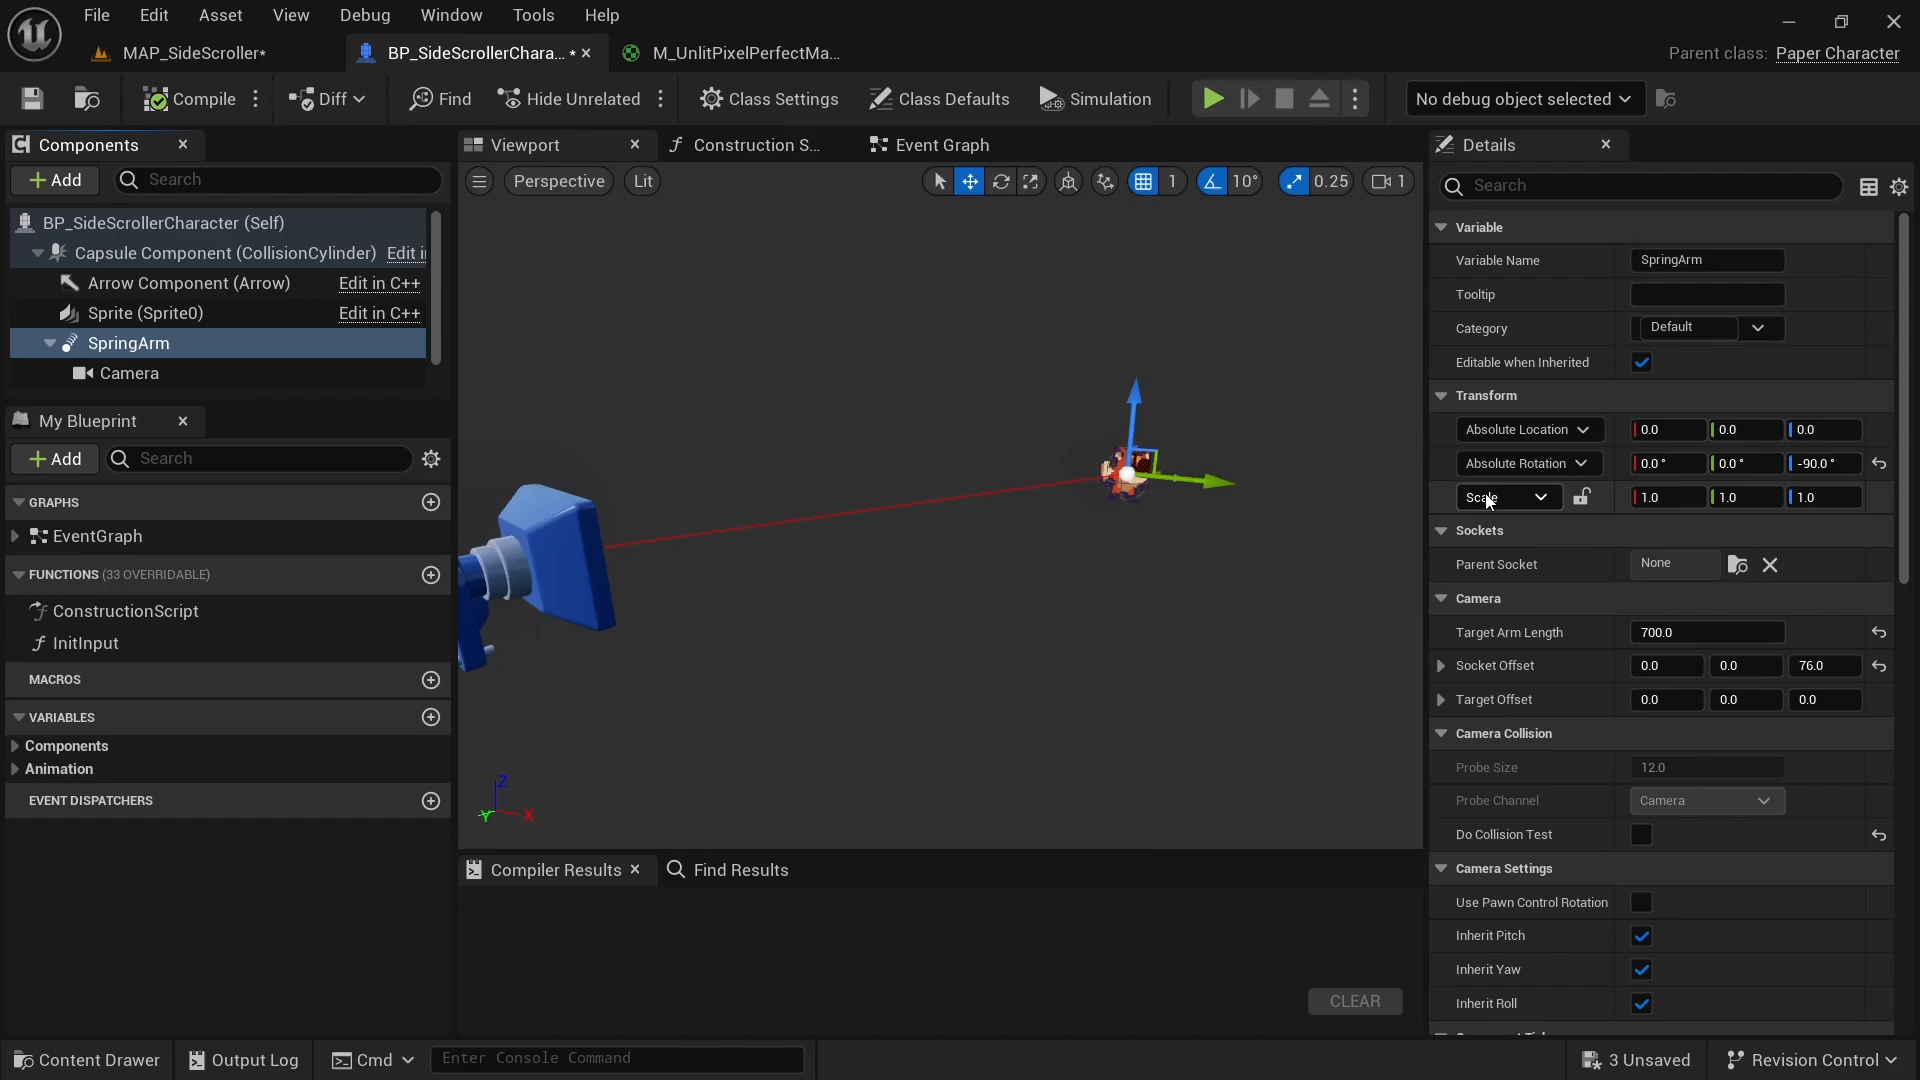 File Edit Asset View Debug Window Tools Help
MAP_SideScroller* BP_SideScrollerChara... * M_UnlitPixelPerfectMa... Parent class: Paper Character
Compile Diff Find Hide Unrelated Class Settings Class Defaults Simulation No debug object selected
Components Viewport Construction S... Event Graph Details
Add Search Perspective Lit 1 10° 0.25 1 Search
BP_SideScrollerCharacter (Self)
Capsule Component (CollisionCylinder) Edit i
Arrow Component (Arrow) Edit in C++
Sprite (Sprite0) Edit in C++
SpringArm
Camera
My Blueprint
Add Search
GRAPHS
EventGraph
FUNCTIONS (33 OVERRIDABLE)
ConstructionScript
InitInput
MACROS
VARIABLES
Components
Animation
EVENT DISPATCHERS
Z
Y X
Compiler Results Find Results
CLEAR
Variable
Variable Name SpringArm
Tooltip
Category Default
Editable when Inherited
Transform
Absolute Location 0.0 0.0 0.0
Absolute Rotation 0.0° 0.0° -90.0°
Scale 1.0 1.0 1.0
Sockets
Parent Socket None
Camera
Target Arm Length 700.0
Socket Offset 0.0 0.0 76.0
Target Offset 0.0 0.0 0.0
Camera Collision
Probe Size 12.0
Probe Channel Camera
Do Collision Test
Camera Settings
Use Pawn Control Rotation
Inherit Pitch
Inherit Yaw
Inherit Roll
Content Drawer Output Log Cmd Enter Console Command 3 Unsaved Revision Control